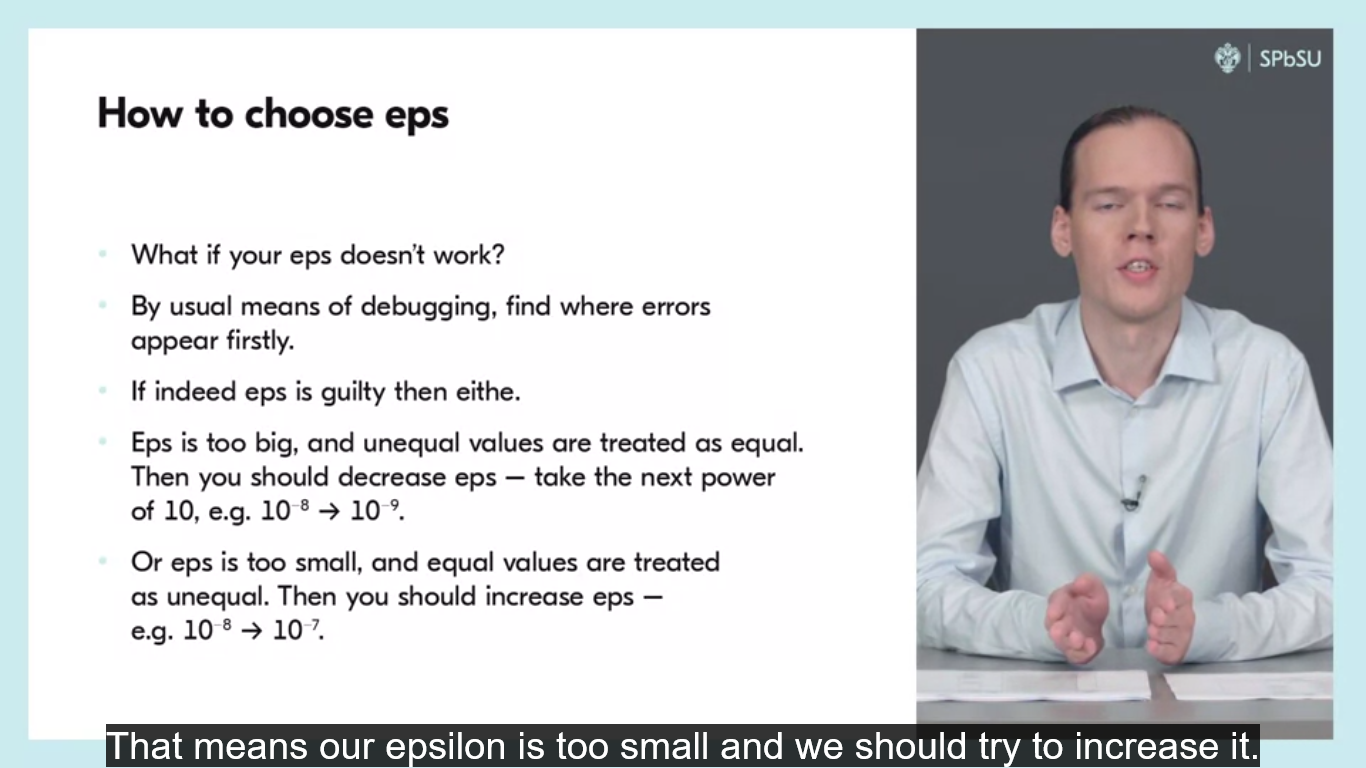 SPbSU
How to choose eps
What if your eps doesn't work?
By usual means of debugging, find where errors
appear firstly.
If indeed eps is guilty then eithe.
Eps is too big, and unequal values are treated as equal.
Then you should decrease eps – take the next power
of 10, e.g. 10⁻⁸ → 10⁻⁹.
Or eps is too small, and equal values are treated
as unequal. Then you should increase eps –
e.g. 10⁻⁸ → 10⁻⁷.
That means our epsilon is too small and we should try to increase it.